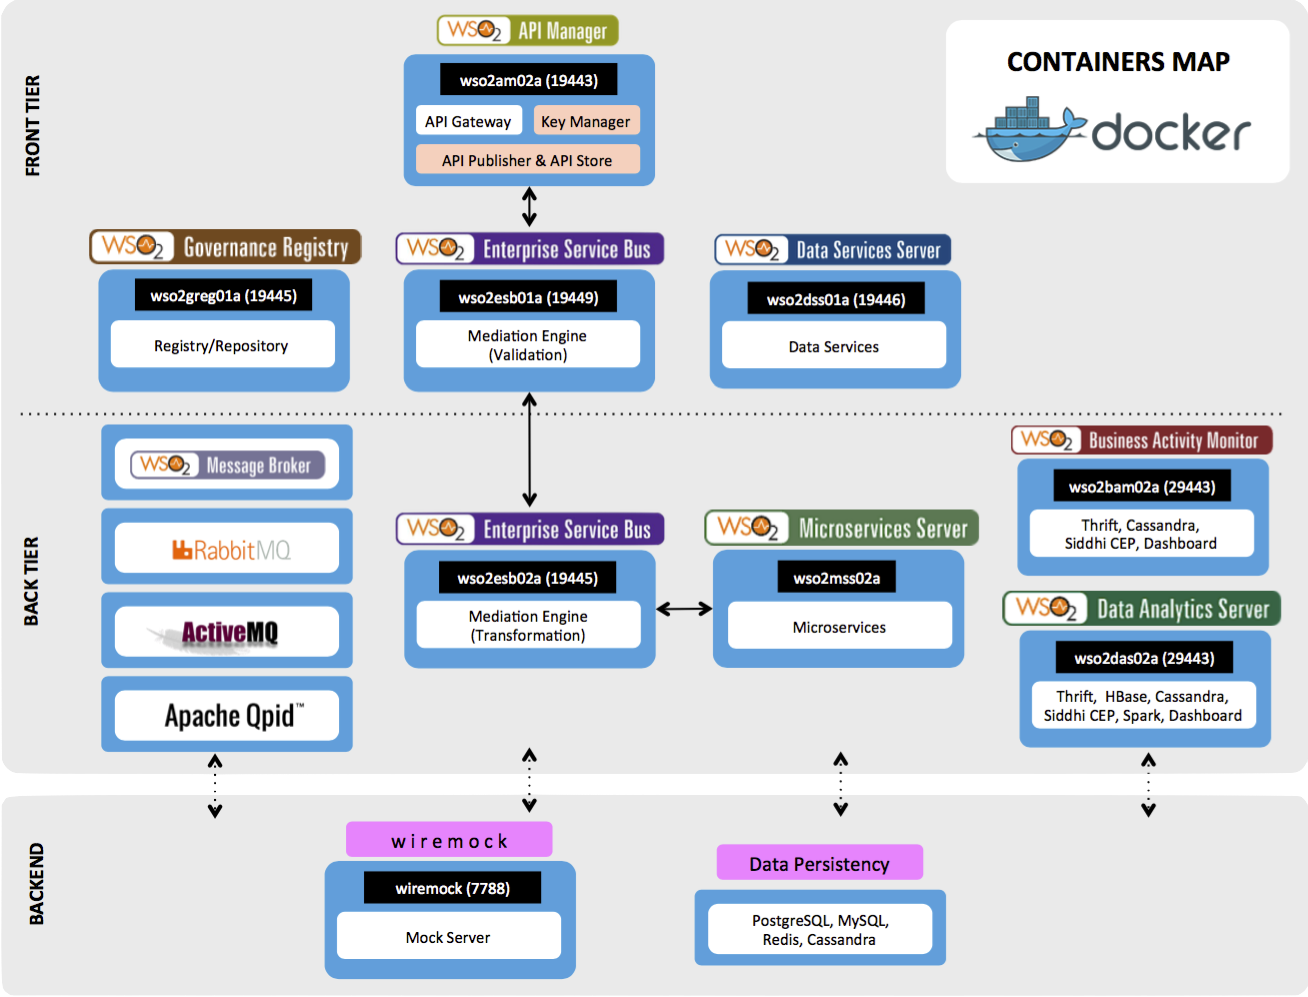 FRONT TIER
WSO2 API Manager
wso2am02a (19443)
API Gateway
Key Manager
API Publisher & API Store
CONTAINERS MAP
docker
WSO2 Governance Registry
wso2greg01a (19445)
Registry/Repository
WSO2 Enterprise Service Bus
wso2esb01a (19449)
Mediation Engine
(Validation)
WSO2 Data Services Server
wso2dss01a (19446)
Data Services
BACK TIER
WSO2 Message Broker
RabbitMQ
ActiveMQ
Apache Qpid™
WSO2 Enterprise Service Bus
wso2esb02a (19445)
Mediation Engine
(Transformation)
WSO2 Microservices Server
wso2mss02a
Microservices
WSO2 Business Activity Monitor
wso2bam02a (29443)
Thrift, Cassandra,
Siddhi CEP, Dashboard
WSO2 Data Analytics Server
wso2das02a (29443)
Thrift, HBase, Cassandra,
Siddhi CEP, Spark, Dashboard
BACKEND
wiremock
wiremock (7788)
Mock Server
Data Persistency
PostgreSQL, MySQL,
Redis, Cassandra